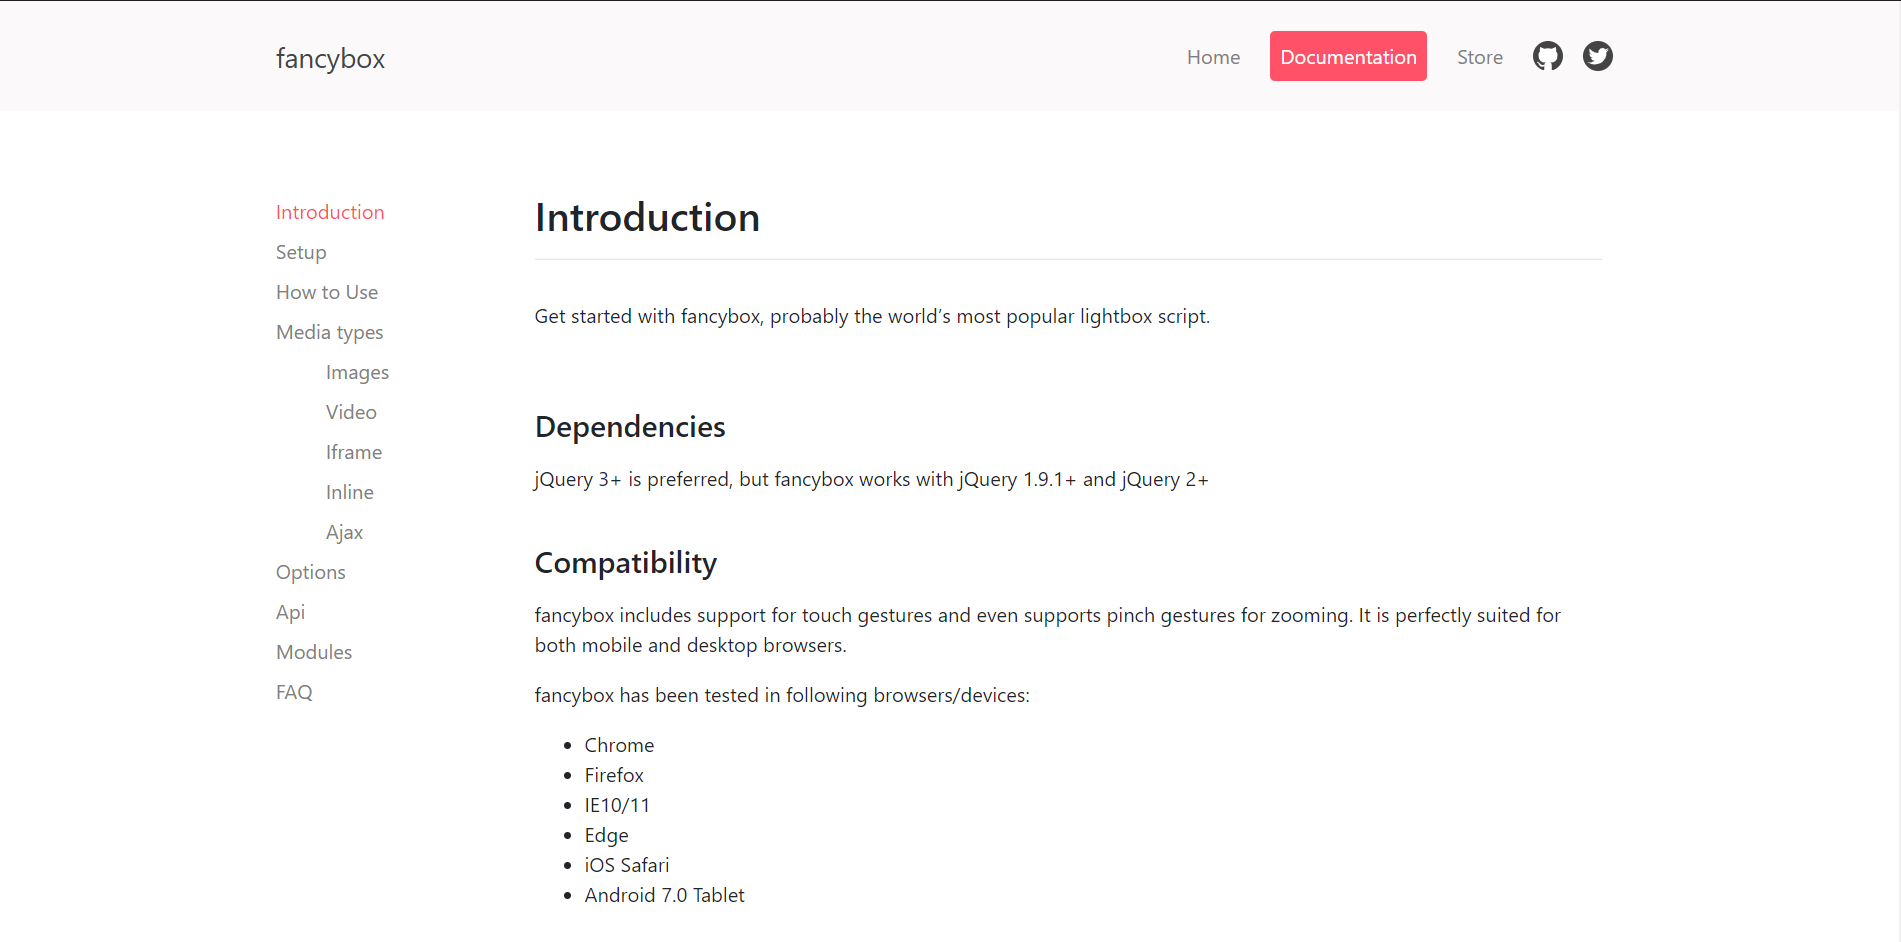 fancybox
Home
Documentation
Store
Introduction
Setup
How to Use
Media types
Images
Video
Iframe
Inline
Ajax
Options
Api
Modules
FAQ
Introduction
Get started with fancybox, probably the world’s most popular lightbox script.
Dependencies
jQuery 3+ is preferred, but fancybox works with jQuery 1.9.1+ and jQuery 2+
Compatibility
fancybox includes support for touch gestures and even supports pinch gestures for zooming. It is perfectly suited for
both mobile and desktop browsers.
fancybox has been tested in following browsers/devices:
• Chrome
• Firefox
• IE10/11
• Edge
• iOS Safari
• Android 7.0 Tablet